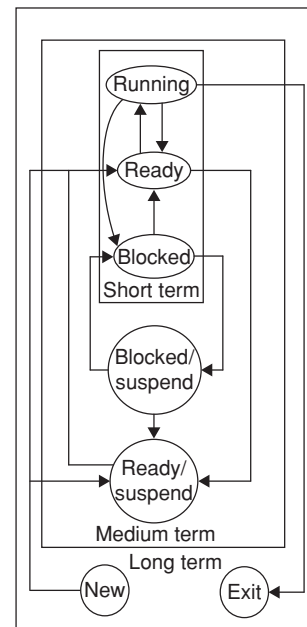 Running
Ready
Blocked
Short term
Blocked/
suspend
Ready/
suspend
Medium term
Long term
New
Exit